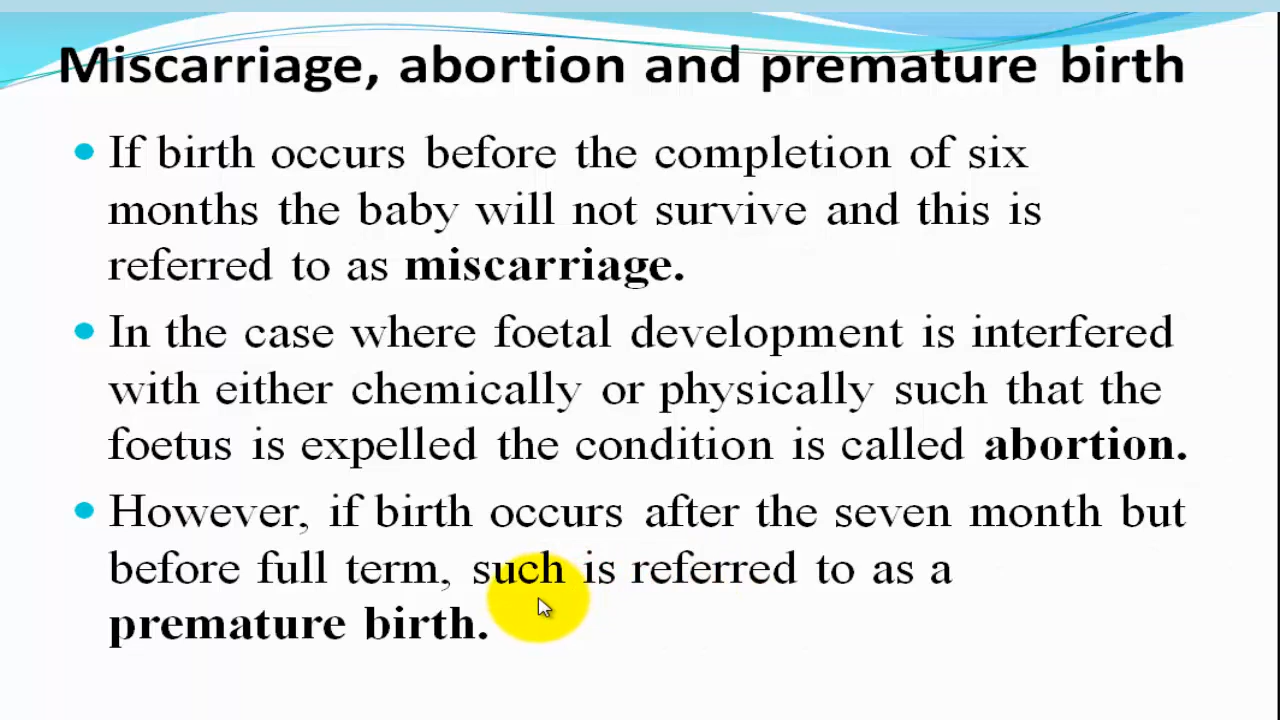 Miscarriage, abortion and premature birth
If birth occurs before the completion of six
months the baby will not survive and this is
referred to as miscarriage.
In the case where foetal development is interfered
with either chemically or physically such that the
foetus is expelled the condition is called abortion.
However, if birth occurs after the seven month but
before full term, such is referred to as a
premature birth.